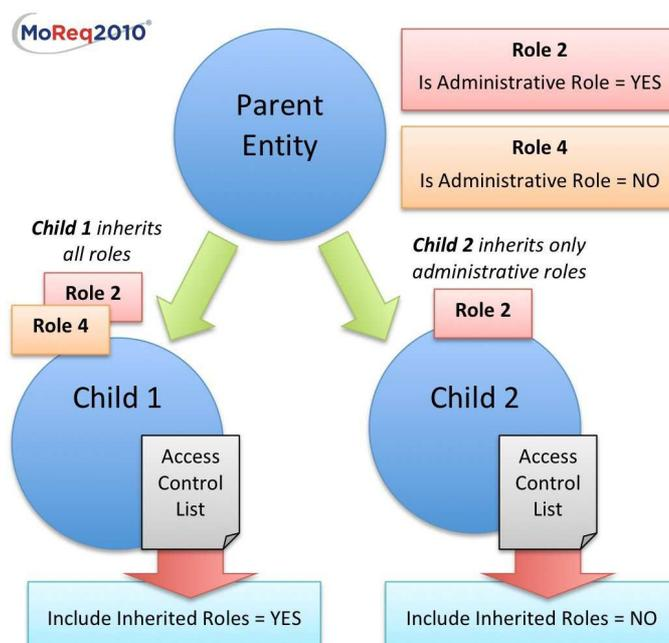 MoReq2010®
Parent
Entity
Role 2
Is Administrative Role = YES
Role 4
Is Administrative Role = NO
Child 1 inherits
all roles
Role 2
Role 4
Child 2 inherits only
administrative roles
Role 2
Child 1
Access
Control
List
Child 2
Access
Control
List
Include Inherited Roles = YES
Include Inherited Roles = NO